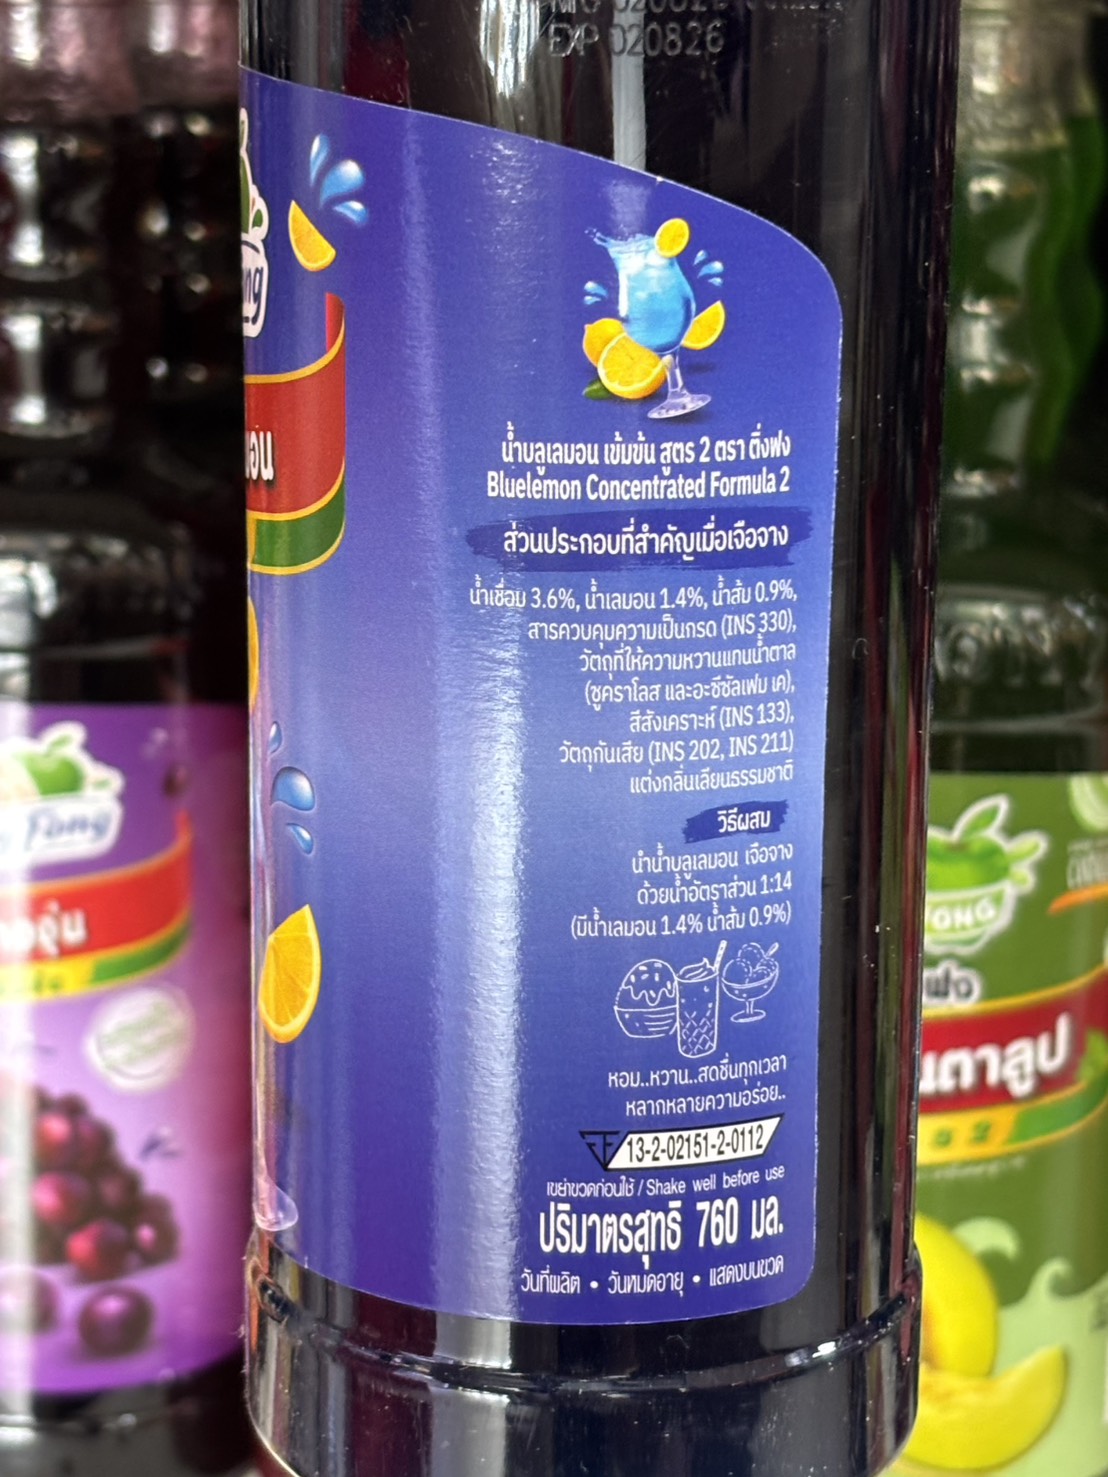 EXP 020826
น้ำบลูเลมอน เข้มข้น สูตร 2 ตรา ติ่งฟง
Bluelemon Concentrated Formula 2
ส่วนประกอบที่สำคัญเมื่อเจือจาง
น้ำเชื่อม 3.6%, น้ำเลมอน 1.4%, น้ำส้ม 0.9%,
สารควบคุมความเป็นกรด (INS 330),
วัตถุที่ให้ความหวานแทนน้ำตาล
(ซูคราโลส และอะซีซัลเฟม เค),
สีสังเคราะห์ (INS 133),
วัตถุกันเสีย (INS 202, INS 211)
แต่งกลิ่นเลียนธรรมชาติ
วิธีผสม
นำน้ำบลูเลมอน เจือจาง
ด้วยน้ำอัตราส่วน 1:14
(มีน้ำเลมอน 1.4% น้ำส้ม 0.9%)
หอม..หวาน..สดชื่นทุกเวลา
หลากหลายความอร่อย..
13-2-02151-2-0112
เขย่าขวดก่อนใช้ / Shake well before use
ปริมาตรสุทธิ 760 มล.
วันที่ผลิต • วันหมดอายุ • แสดงบนขวด
Fong
นตาลูป